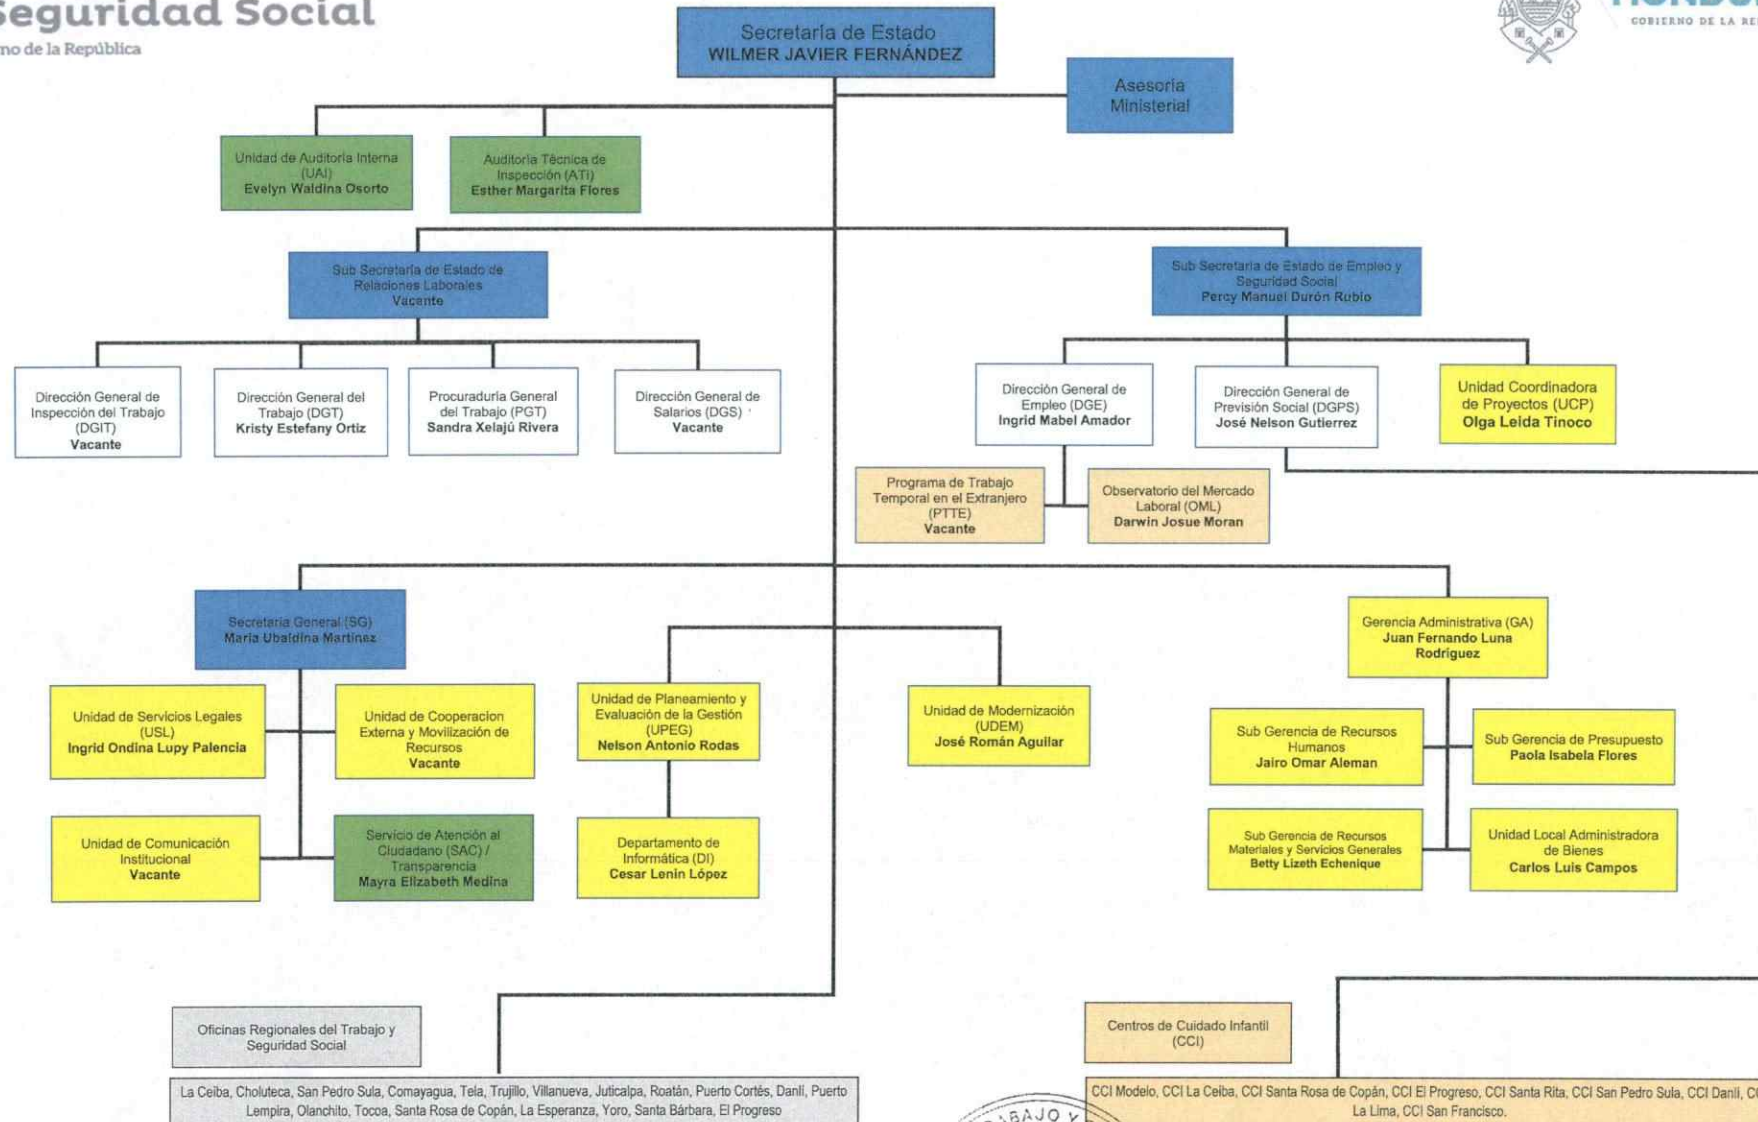 Seguridad Social
no de la República
GOBIERNO DE LA
Secretaría de Estado
WILMER JAVIER FERNÁNDEZ
Asesoría
Ministerial
Unidad de Auditoría Interna
(UAI)
Evelyn Waldina Osorto
Auditoría Técnica de
Inspección (ATI)
Esther Margarita Flores
Sub Secretaría de Estado de
Relaciones Laborales
Vacante
Sub Secretaría de Estado de Empleo y
Seguridad Social
Percy Manuel Durón Rubio
Dirección General de
Inspección del Trabajo
(DGIT)
Vacante
Dirección General del
Trabajo (DGT)
Kristy Estefany Ortiz
Procuraduría General
del Trabajo (PGT)
Sandra Xelajú Rivera
Dirección General de
Salarios (DGS)
Vacante
Dirección General de
Empleo (DGE)
Ingrid Mabel Amador
Dirección General de
Previsión Social (DGPS)
José Nelson Gutierrez
Unidad Coordinadora
de Proyectos (UCP)
Olga Leida Tinoco
Programa de Trabajo
Temporal en el Extranjero
(PTTE)
Vacante
Observatorio del Mercado
Laboral (OML)
Darwin Josue Moran
Secretaria General (SG)
Maria Ubaldina Martinez
Gerencia Administrativa (GA)
Juan Fernando Luna
Rodriguez
Unidad de Servicios Legales
(USL)
Ingrid Ondina Lupy Palencia
Unidad de Cooperacion
Externa y Movilización de
Recursos
Vacante
Unidad de Planeamiento y
Evaluación de la Gestión
(UPEG)
Nelson Antonio Rodas
Unidad de Modernización
(UDEM)
José Román Aguilar
Sub Gerencia de Recursos
Humanos
Jairo Omar Aleman
Sub Gerencia de Presupuesto
Paola Isabela Flores
Unidad de Comunicación
Institucional
Vacante
Servicio de Atención al
Ciudadano (SAC) /
Transparencia
Mayra Elizabeth Medina
Departamento de
Informática (DI)
Cesar Lenin López
Sub Gerencia de Recursos
Materiales y Servicios Generales
Betty Lizeth Echenique
Unidad Local Administradora
de Bienes
Carlos Luis Campos
Oficinas Regionales del Trabajo y
Seguridad Social
Centros de Cuidado Infantil
(CCI)
La Ceiba, Choluteca, San Pedro Sula, Comayagua, Tela, Trujillo, Villanueva, Juticalpa, Roatán, Puerto Cortés, Danlí, Puerto
Lempira, Olanchito, Tocoa, Santa Rosa de Copán, La Esperanza, Yoro, Santa Bárbara, El Progreso
CCI Modelo, CCI La Ceiba, CCI Santa Rosa de Copán, CCI El Progreso, CCI Santa Rita, CCI San Pedro Sula, CCI Danlí,
La Lima, CCI San Francisco.
ABAJO Y